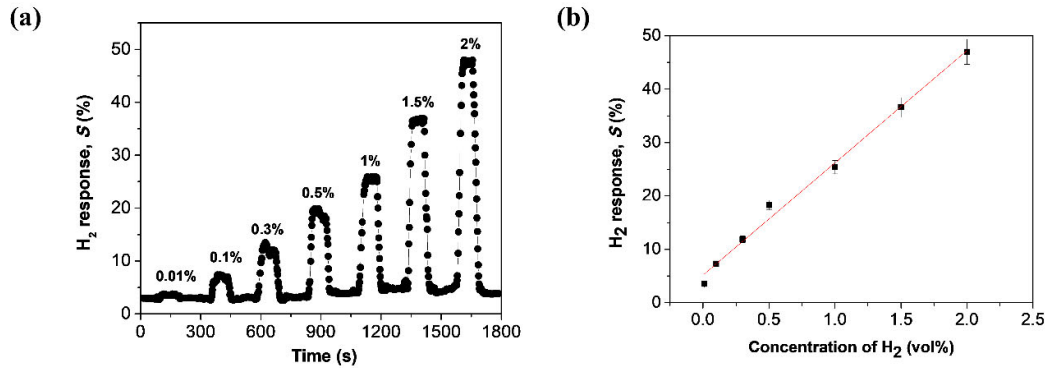 (a)
H2 response, S (%)
50
40
30
20
10
0
0.01%
0.1%
0.3%
0.5%
1%
1.5%
2%
0 300 600 900 1200 1500 1800
Time (s)
(b)
H2 response, S (%)
50
40
30
20
10
0
0.0 0.5 1.0 1.5 2.0 2.5
Concentration of H2 (vol%)